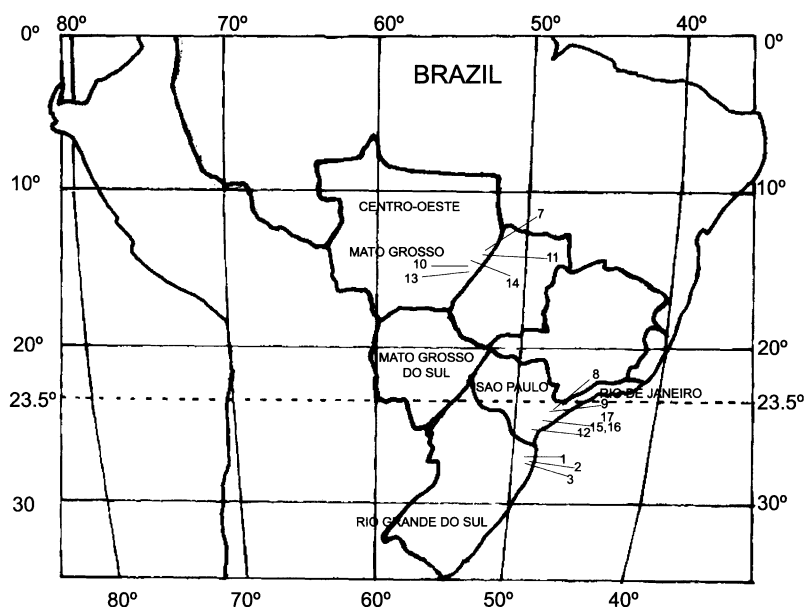 80º 70º 60º 50º 40º
0º 0º
BRAZIL
10º 10º
CENTRO-OESTE
7
MATO GROSSO
10 11
13 14
20º 20º
MATO GROSSO
DO SUL
8
SAO PAULO RIO DE JANEIRO
23.5º 23.5º
9
17
15,16
12
1
2
3
30 30º
RIO GRANDE DO SUL
80º 70º 60º 50º 40º